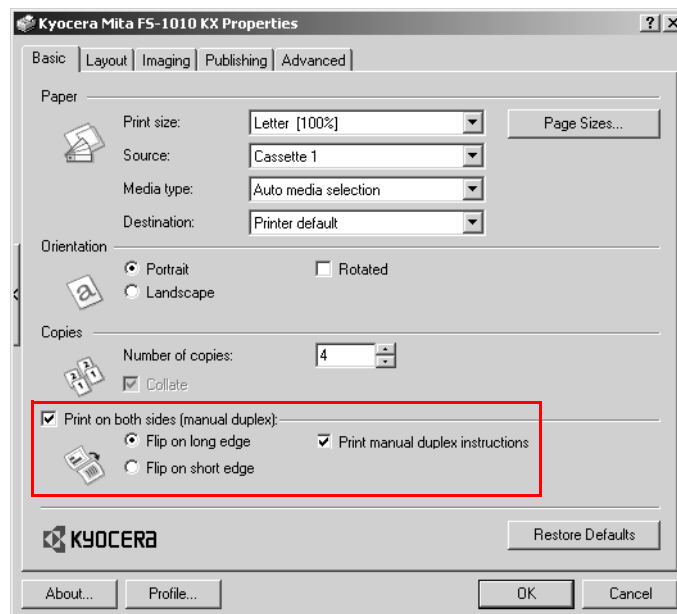 Kyocera Mita FS-1010 KX Properties
Basic Layout Imaging Publishing Advanced
Paper
Print size: Letter [100%] Page Sizes...
Source: Cassette 1
Media type: Auto media selection
Destination: Printer default
Orientation
Portrait Rotated
Landscape
Copies
Number of copies: 4
Collate
Print on both sides (manual duplex):
Flip on long edge Print manual duplex instructions
Flip on short edge
KYOCERA Restore Defaults
About... Profile... OK Cancel